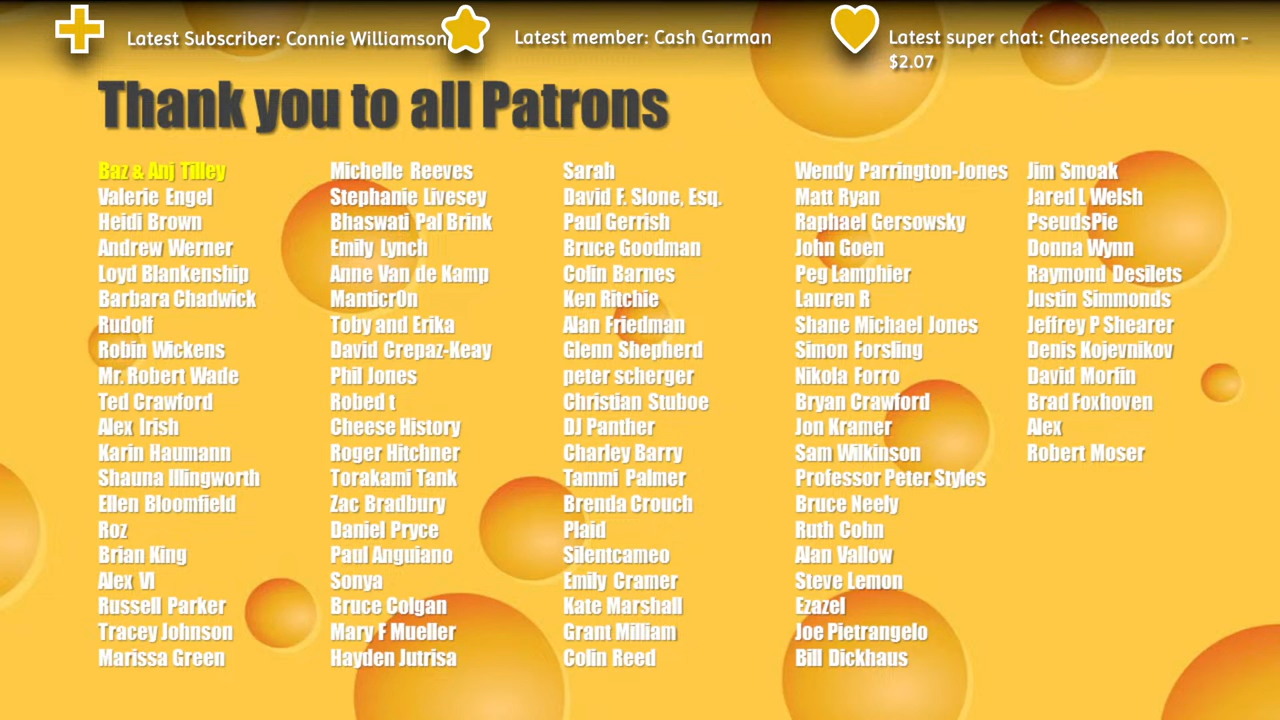 Latest Subscriber: Connie Williamson
Latest member: Cash Garman
Latest super chat: Cheeseneeds dot com -
$2.07
Thank you to all Patrons
Baz & Anj Tilley
Valerie Engel
Heidi Brown
Andrew Werner
Loyd Blankenship
Barbara Chadwick
Rudolf
Robin Wickens
Mr. Robert Wade
Ted Crawford
Alex Irish
Karin Haumann
Shauna Illingworth
Ellen Bloomfield
Roz
Brian King
Alex VI
Russell Parker
Tracey Johnson
Marissa Green
Michelle Reeves
Stephanie Livesey
Bhaswati Pal Brink
Emily Lynch
Anne Van de Kamp
Manticr0n
Toby and Erika
David Crepaz-Keay
Phil Jones
Robed t
Cheese History
Roger Hitchner
Torakami Tank
Zac Bradbury
Daniel Pryce
Paul Anguiano
Sonya
Bruce Colgan
Mary F Mueller
Hayden Jutrisa
Sarah
David F. Slone, Esq.
Paul Gerrish
Bruce Goodman
Colin Barnes
Ken Ritchie
Alan Friedman
Glenn Shepherd
peter scherger
Christian Stuboe
DJ Panther
Charley Barry
Tammi Palmer
Brenda Crouch
Plaid
Silentcameo
Emily Cramer
Kate Marshall
Grant Milliam
Colin Reed
Wendy Parrington-Jones
Matt Ryan
Raphael Gersowsky
John Goen
Peg Lamphier
Lauren R
Shane Michael Jones
Simon Forsling
Nikola Forro
Bryan Crawford
Jon Kramer
Sam Wilkinson
Professor Peter Styles
Bruce Neely
Ruth Cohn
Alan Vallow
Steve Lemon
Ezazel
Joe Pietrangelo
Bill Dickhaus
Jim Smoak
Jared L Welsh
PseudsPie
Donna Wynn
Raymond Desilets
Justin Simmonds
Jeffrey P Shearer
Denis Kojevnikov
David Morfin
Brad Foxhoven
Alex
Robert Moser